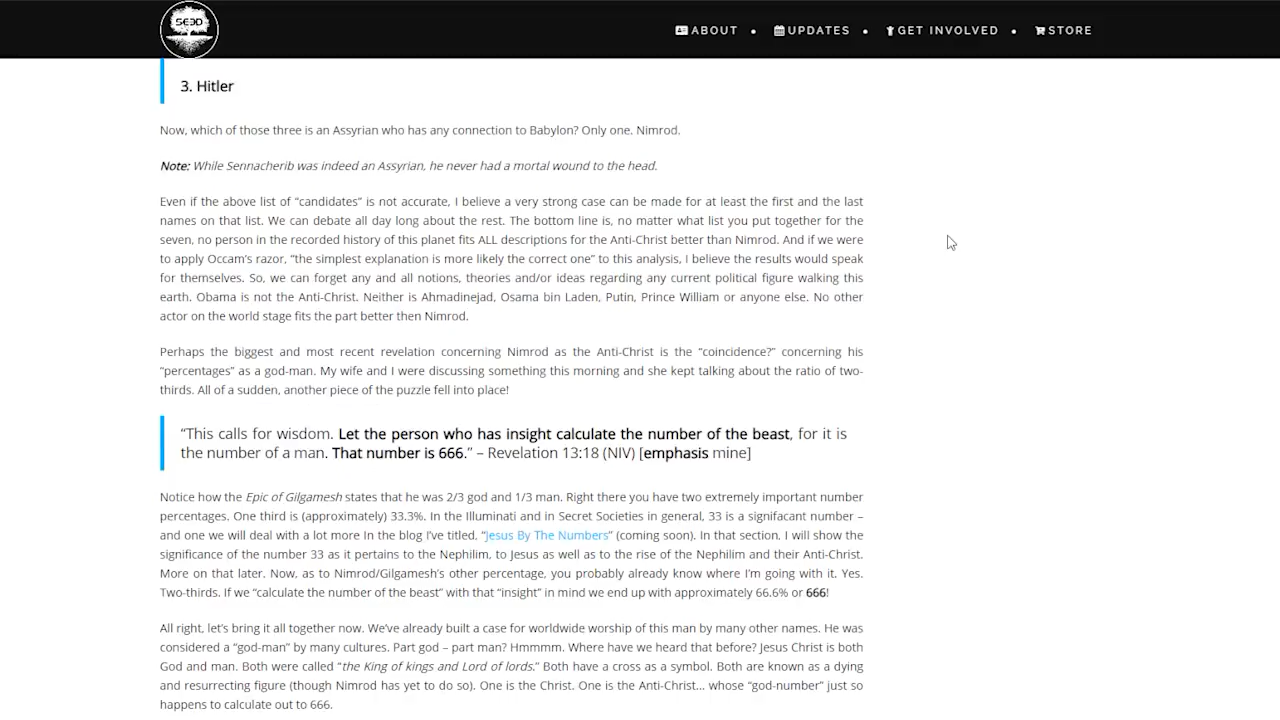 SEED
ABOUT • UPDATES • GET INVOLVED • STORE
3. Hitler
Now, which of those three is an Assyrian who has any connection to Babylon? Only one. Nimrod.
Note: While Sennacherib was indeed an Assyrian, he never had a mortal wound to the head.
Even if the above list of “candidates” is not accurate, I believe a very strong case can be made for at least the first and the last
names on that list. We can debate all day long about the rest. The bottom line is, no matter what list you put together for the
seven, no person in the recorded history of this planet fits ALL descriptions for the Anti-Christ better than Nimrod. And if we were
to apply Occam’s razor, “the simplest explanation is more likely the correct one” to this analysis, I believe the results would speak
for themselves. So, we can forget any and all notions, theories and/or ideas regarding any current political figure walking this
earth. Obama is not the Anti-Christ. Neither is Ahmadinejad, Osama bin Laden, Putin, Prince William or anyone else. No other
actor on the world stage fits the part better then Nimrod.
Perhaps the biggest and most recent revelation concerning Nimrod as the Anti-Christ is the “coincidence?” concerning his
“percentages” as a god-man. My wife and I were discussing something this morning and she kept talking about the ratio of two-
thirds. All of a sudden, another piece of the puzzle fell into place!
“This calls for wisdom. Let the person who has insight calculate the number of the beast, for it is
the number of a man. That number is 666.” – Revelation 13:18 (NIV) [emphasis mine]
Notice how the Epic of Gilgamesh states that he was 2/3 god and 1/3 man. Right there you have two extremely important number
percentages. One third is (approximately) 33.3%. In the Illuminati and in Secret Societies in general, 33 is a signifacant number –
and one we will deal with a lot more In the blog I’ve titled, “Jesus By The Numbers” (coming soon). In that section, I will show the
significance of the number 33 as it pertains to the Nephilim, to Jesus as well as to the rise of the Nephilim and their Anti-Christ.
More on that later. Now, as to Nimrod/Gilgamesh’s other percentage, you probably already know where I’m going with it. Yes.
Two-thirds. If we “calculate the number of the beast” with that “insight” in mind we end up with approximately 66.6% or 666!
All right, let’s bring it all together now. We’ve already built a case for worldwide worship of this man by many other names. He was
considered a “god-man” by many cultures. Part god – part man? Hmmmm. Where have we heard that before? Jesus Christ is both
God and man. Both were called “the King of kings and Lord of lords.” Both have a cross as a symbol. Both are known as a dying
and resurrecting figure (though Nimrod has yet to do so). One is the Christ. One is the Anti-Christ… whose “god-number” just so
happens to calculate out to 666.